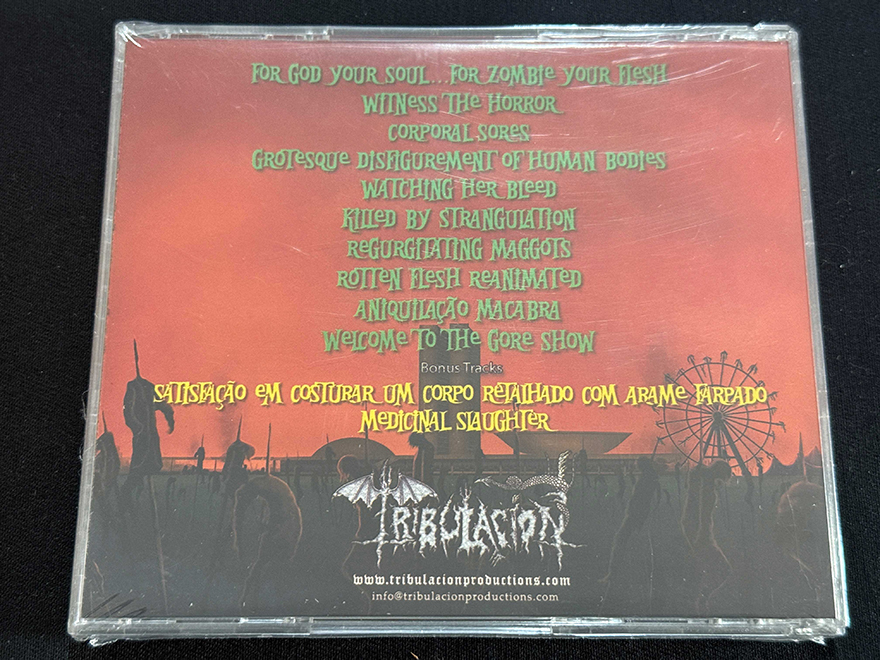 FOR GOD YOUR SOUL...FOR ZOMBIE YOUR FLESH
WITNESS THE HORROR
CORPORAL SORES
GROTESQUE DISFIGUREMENT OF HUMAN BODIES
WATCHING HER BLEED
KILLED BY STRANGULATION
REGURGITATING MAGGOTS
ROTTEN FLESH REANIMATED
ANIQUILAÇÃO MACABRA
WELCOME TO THE GORE SHOW
Bonus Tracks
SATISFAÇÃO EM COSTURAR UM CORPO RETALHADO COM ARAME FARPADO
MEDICINAL SLAUGHTER
TRIBULACION
www.tribulacionproductions.com
info@tribulacionproductions.com